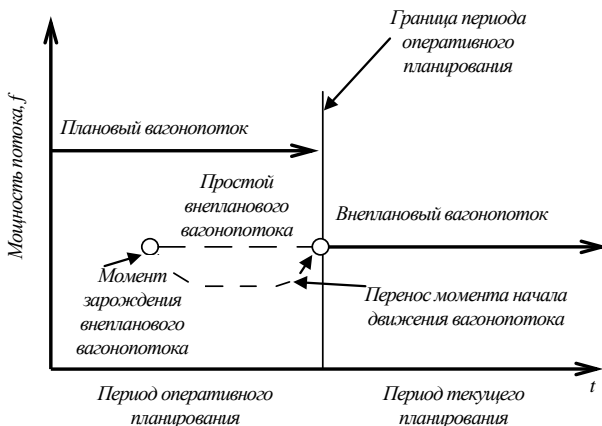 Граница периода
оперативного
планирования
Мощность потока, f
Плановый вагонопоток
Простой
внепланового
вагонопотока
Внеплановый вагонопоток
Момент
зарождения
внепланового
вагонопотока
Перенос момента начала
движения вагонопотока
t
Период оперативного
планирования
Период текущего
планирования